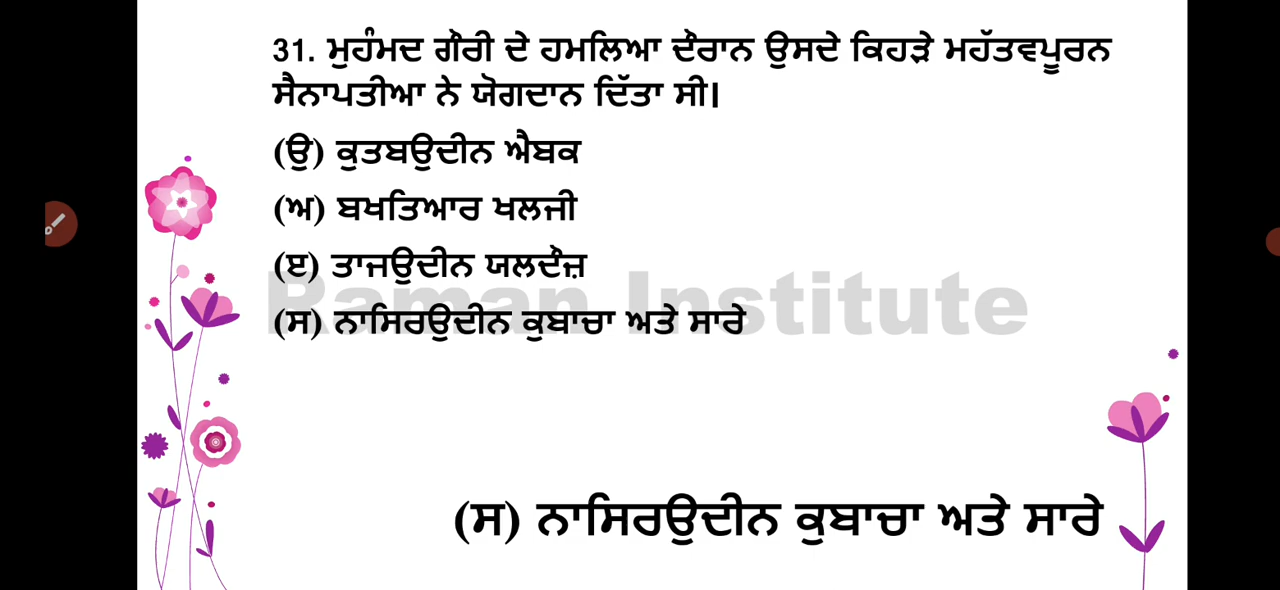 31. ਮੁਹੰਮਦ ਗੌਰੀ ਦੇ ਹਮਲਿਆ ਦੌਰਾਨ ਉਸਦੇ ਕਿਹੜੇ ਮਹੱਤਵਪੂਰਨ
ਸੈਨਾਪਤੀਆ ਨੇ ਯੋਗਦਾਨ ਦਿੱਤਾ ਸੀ।
(ਉ) ਕੁਤਬਉਦੀਨ ਐਬਕ
(ਅ) ਬਖਤਿਆਰ ਖਲਜੀ
(ੲ) ਤਾਜਉਦੀਨ ਯਲਦੌਜ਼
Raman Institute
(ਸ) ਨਾਸਿਰਉਦੀਨ ਕੁਬਾਚਾ ਅਤੇ ਸਾਰੇ
(ਸ) ਨਾਸਿਰਉਦੀਨ ਕੁਬਾਚਾ ਅਤੇ ਸਾਰੇ